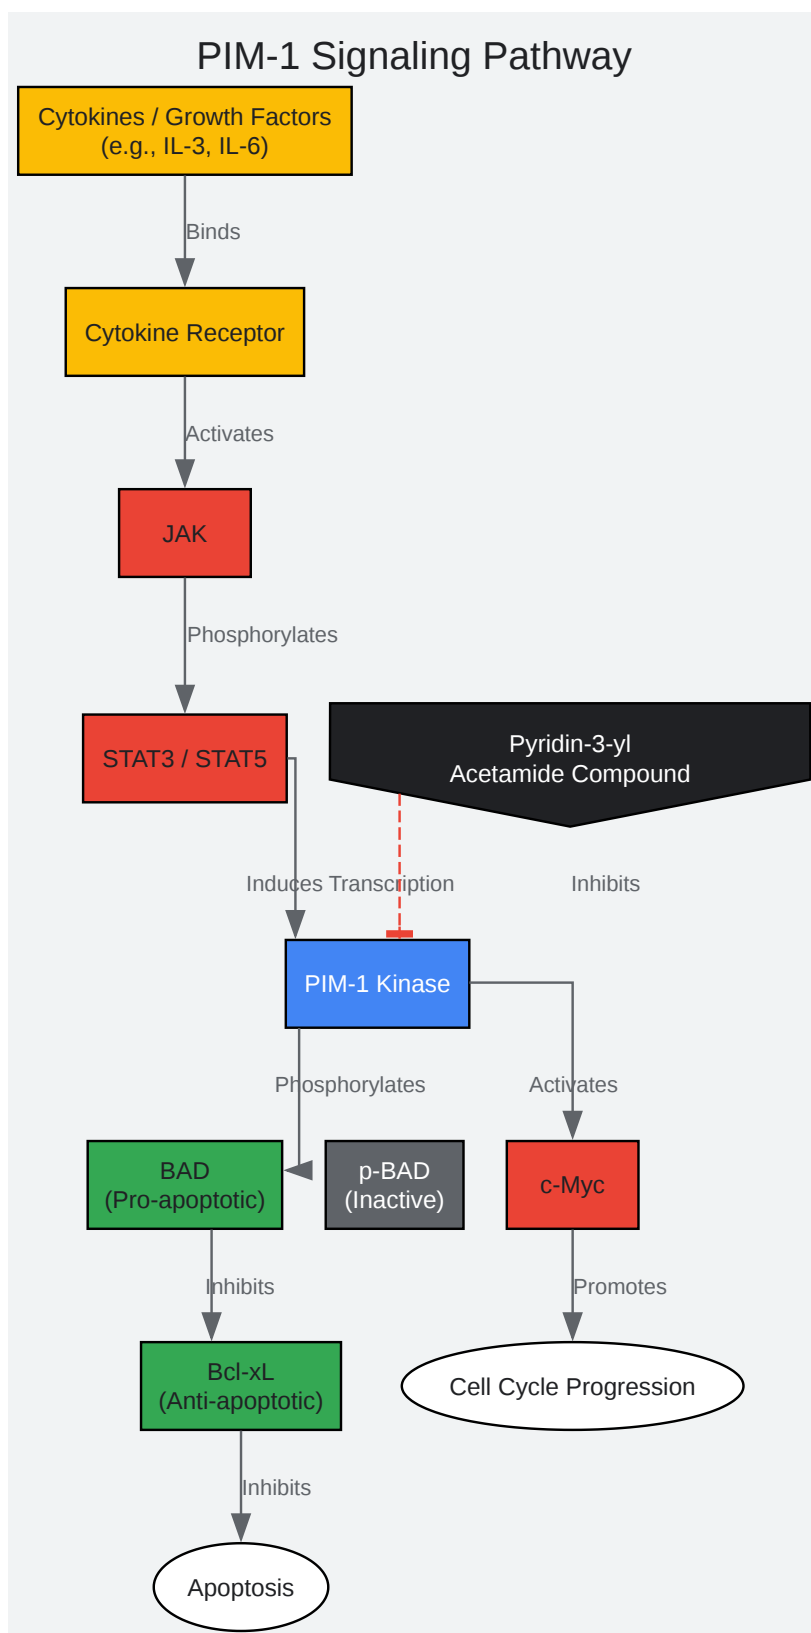 PIM-1 Signaling Pathway
Cytokines / Growth Factors
(e.g., IL-3, IL-6)
Binds
Cytokine Receptor
Activates
JAK
Phosphorylates
STAT3 / STAT5
Pyridin-3-yl
Acetamide Compound
Induces Transcription
Inhibits
PIM-1 Kinase
Phosphorylates
Activates
BAD
(Pro-apoptotic)
p-BAD
(Inactive)
c-Myc
Inhibits
Promotes
Bcl-xL
(Anti-apoptotic)
Cell Cycle Progression
Inhibits
Apoptosis